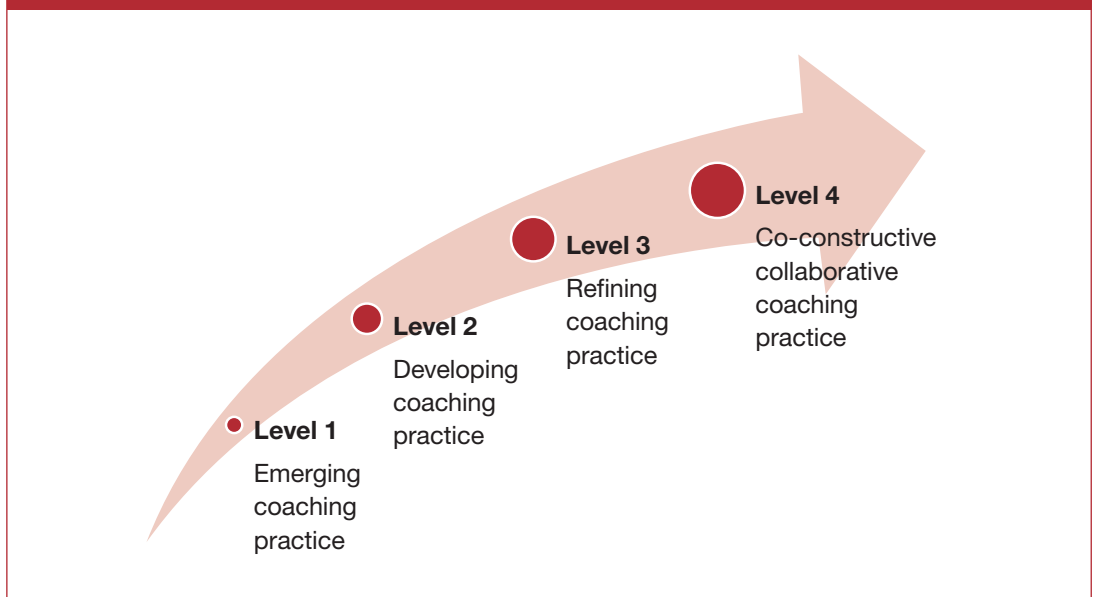 Level 1
Emerging
coaching
practice
Level 2
Developing
coaching
practice
Level 3
Refining
coaching
practice
Level 4
Co-constructive
collaborative
coaching
practice